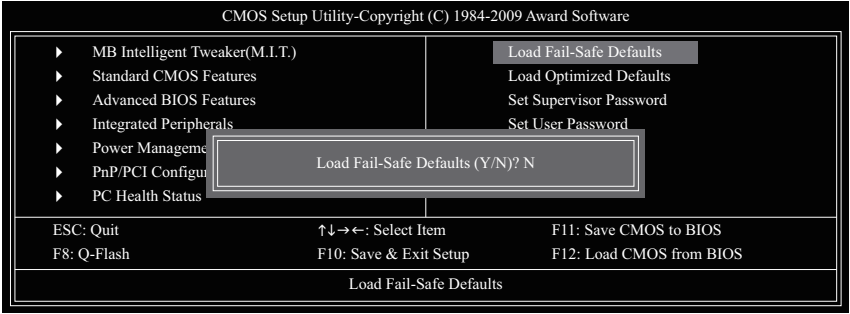 CMOS Setup Utility-Copyright (C) 1984-2009 Award Software
MB Intelligent Tweaker(M.I.T.)
Standard CMOS Features
Advanced BIOS Features
Integrated Peripherals
Power Manageme
PnP/PCI Configur
PC Health Status
Load Fail-Safe Defaults
Load Optimized Defaults
Set Supervisor Password
Set User Password
Load Fail-Safe Defaults (Y/N)? N
ESC: Quit ↑↓→←: Select Item F11: Save CMOS to BIOS
F8: Q-Flash F10: Save & Exit Setup F12: Load CMOS from BIOS
Load Fail-Safe Defaults